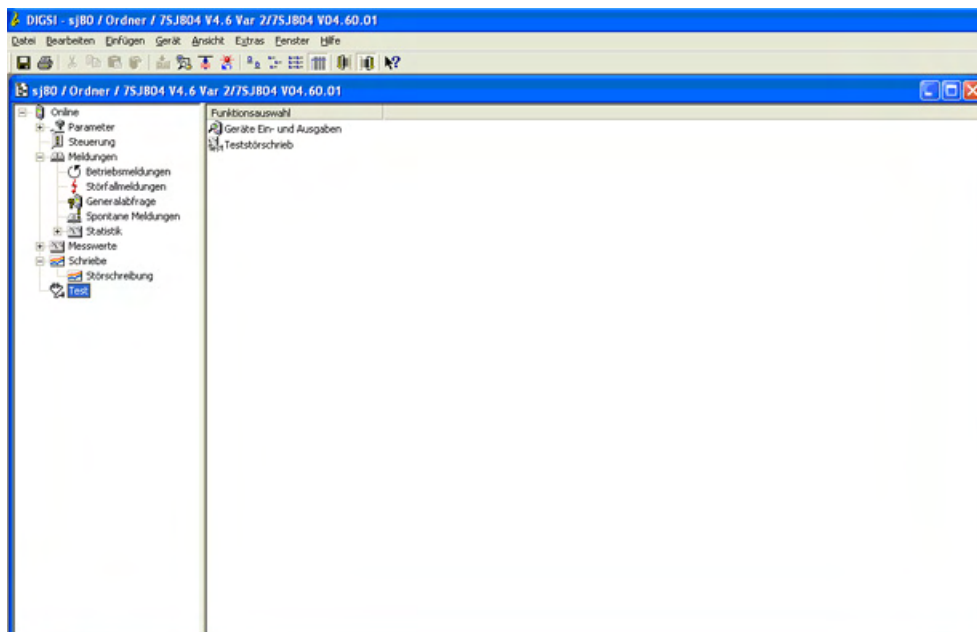 DIGSI - sj80 / Ordner / 7SJ804 V4.6 Var 2/7SJ804 V04.60.01
Datei Bearbeiten Einfügen Gerät Ansicht Extras Fenster Hilfe
sj80 / Ordner / 7SJ804 V4.6 Var 2/7SJ804 V04.60.01
Online
Parameter
Steuerung
Meldungen
Betriebsmeldungen
Störfallmeldungen
Generalabfrage
Spontane Meldungen
Statistik
Messwerte
Schriebe
Störschreibung
Test
Funktionsauswahl
Geräte Ein- und Ausgaben
Teststörschrieb